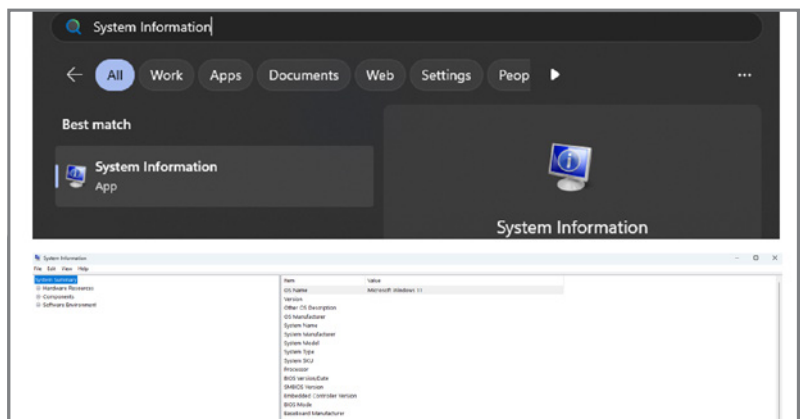 System Information
All Work Apps Documents Web Settings Peop
Best match
System Information
App
System Information
System Information
File Edit View Help
System Summary
Hardware Resources
Components
Software Environment
Item Value
OS Name Microsoft Windows 11
Version
Other OS Description
OS Manufacturer
System Name
System Manufacturer
System Model
System Type
System SKU
Processor
BIOS Version/Date
SMBIOS Version
Embedded Controller Version
BIOS Mode
BaseBoard Manufacturer